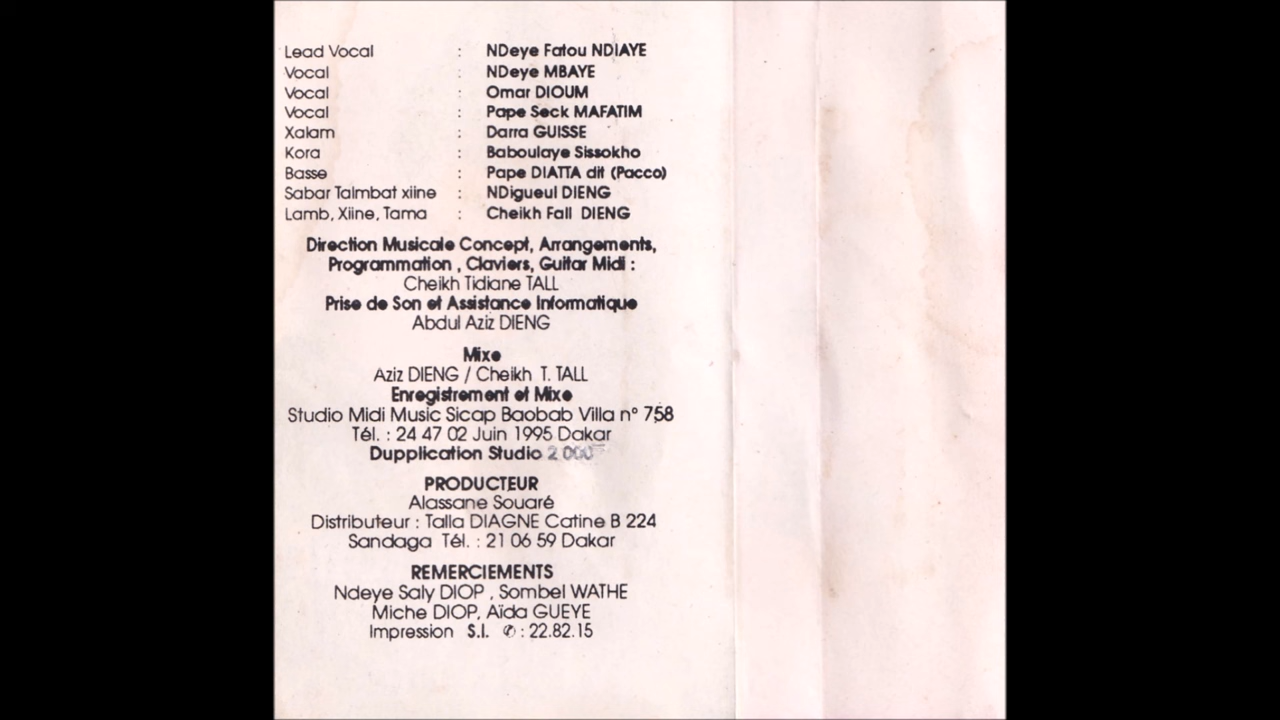 Lead Vocal : NDeye Fatou NDIAYE
Vocal : NDeye MBAYE
Vocal : Omar DIOUM
Vocal : Pape Seck MAFATIM
Xalam : Darra GUISSE
Kora : Baboulaye Sissokho
Basse : Pape DIATTA dit (Pacco)
Sabar Talmbat xiine : NDigueul DIENG
Lamb, Xiine, Tama : Cheikh Fall DIENG
Direction Musicale Concept, Arrangements,
Programmation , Claviers, Guitar Midi :
Cheikh Tidiane TALL
Prise de Son et Assistance Informatique
Abdul Aziz DIENG
Mixe
Aziz DIENG / Cheikh T. TALL
Enregistrement et Mixe
Studio Midi Music Sicap Baobab Villa n° 758
Tél. : 24 47 02 Juin 1995 Dakar
Dupplication Studio 2 000
PRODUCTEUR
Alassane Souaré
Distributeur : Talla DIAGNE Catine B 224
Sandaga Tél. : 21 06 59 Dakar
REMERCIEMENTS
Ndeye Saly DIOP , Sombel WATHE
Miche DIOP, Aïda GUEYE
Impression S.I. ✆ : 22.82.15